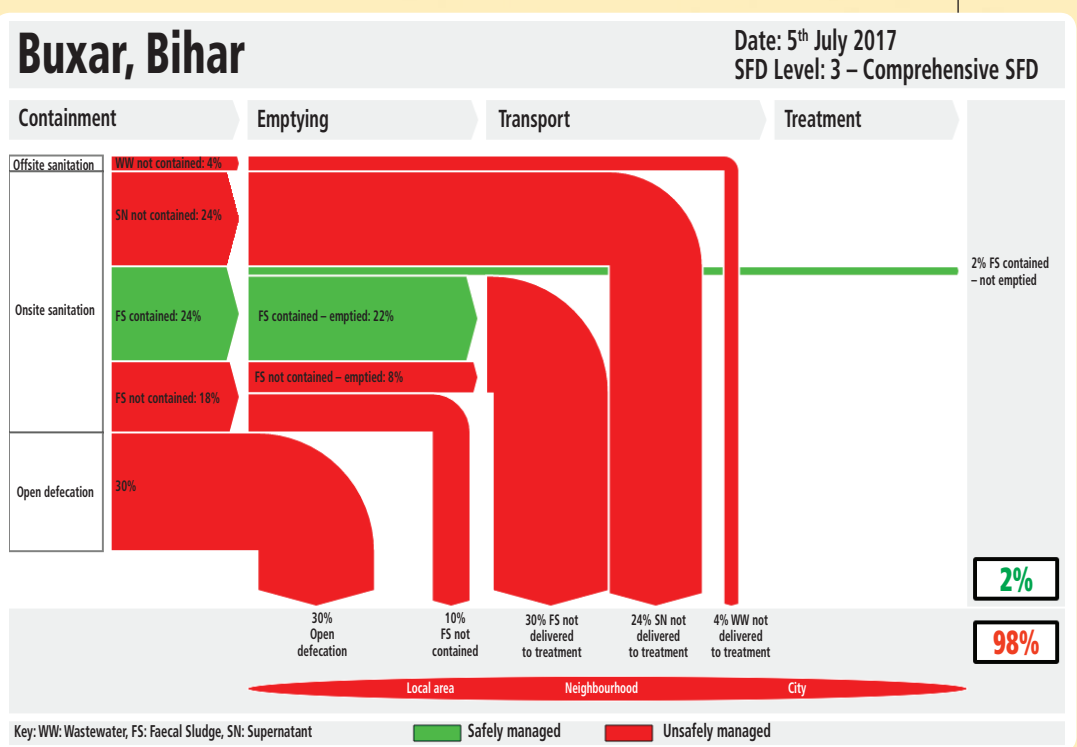 Buxar, Bihar
Date: 5th July 2017
SFD Level: 3 – Comprehensive SFD
Containment
Emptying
Transport
Treatment
Offsite sanitation
WW not contained: 4%
SN not contained: 24%
2% FS contained
– not emptied
Onsite sanitation
FS contained: 24%
FS contained – emptied: 22%
FS not contained – emptied: 8%
FS not contained: 18%
Open defecation
30%
2%
30%
Open
defecation
10%
FS not
contained
30% FS not
delivered
to treatment
24% SN not
delivered
to treatment
4% WW not
delivered
to treatment
98%
Local area
Neighbourhood
City
Key: WW: Wastewater, FS: Faecal Sludge, SN: Supernatant
Safely managed
Unsafely managed